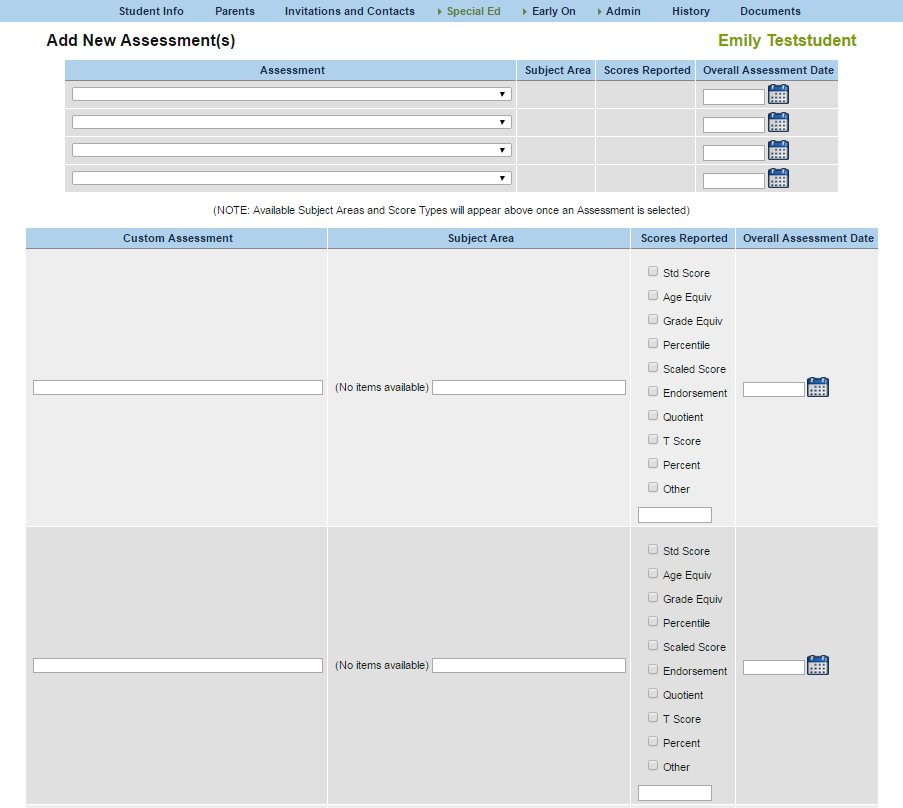 Student Info Parents Invitations and Contacts Special Ed Early On Admin History Documents
Add New Assessment(s) Emily Teststudent
Assessment Subject Area Scores Reported Overall Assessment Date
(NOTE: Available Subject Areas and Score Types will appear above once an Assessment is selected)
Custom Assessment Subject Area Scores Reported Overall Assessment Date
Std Score
Age Equiv
Grade Equiv
Percentile
Scaled Score
(No items available)
Endorsement
Quotient
T Score
Percent
Other
Std Score
Age Equiv
Grade Equiv
Percentile
Scaled Score
(No items available)
Endorsement
Quotient
T Score
Percent
Other